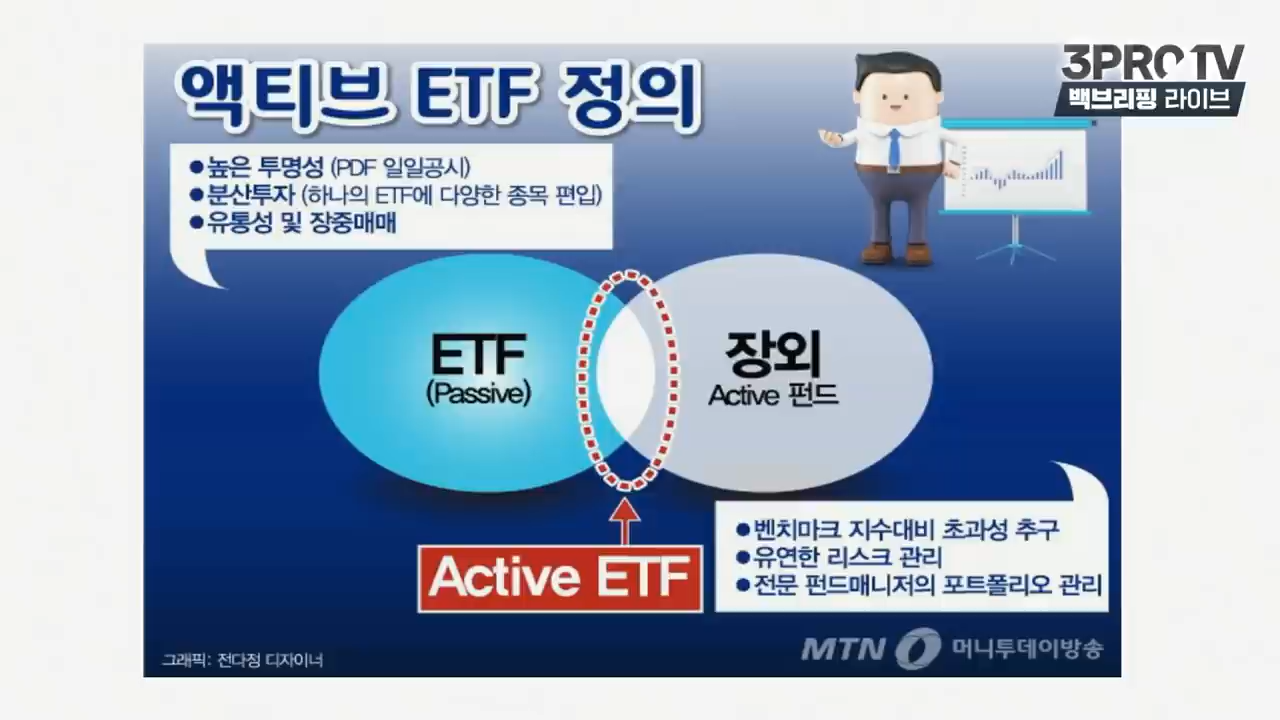 3PRO TV
백브리핑 라이브
액티브 ETF 정의
●높은 투명성 (PDF 일일공시)
●분산투자 (하나의 ETF에 다양한 종목 편입)
●유통성 및 장중매매
ETF
(Passive)
장외
Active 펀드
Active ETF
●벤치마크 지수대비 초과성 추구
●유연한 리스크 관리
●전문 펀드매니저의 포트폴리오 관리
그래픽: 전다정 디자이너
MTN 머니투데이방송